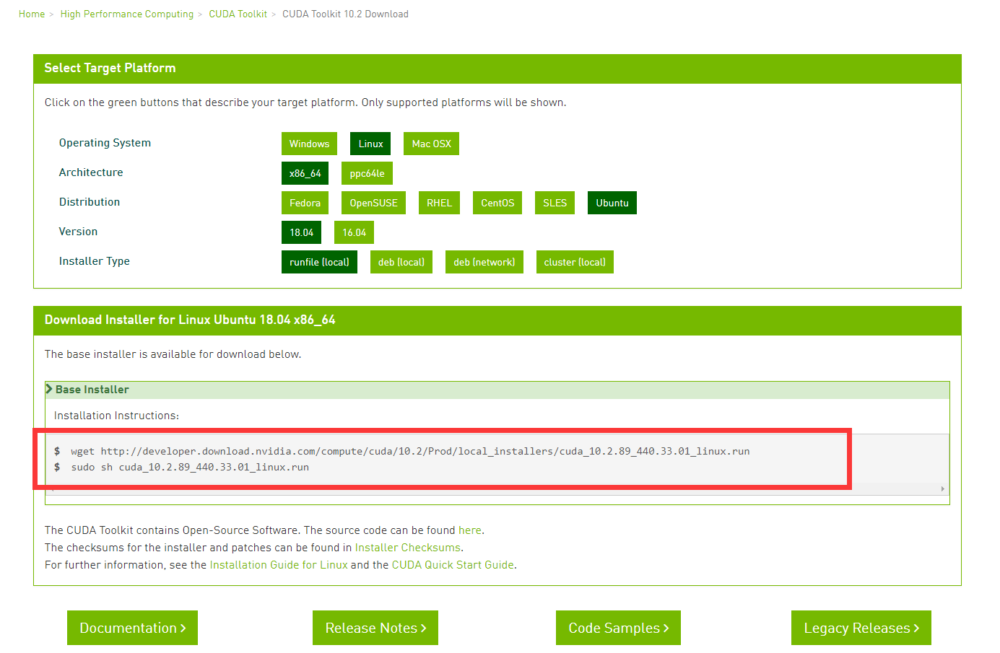 Home > High Performance Computing > CUDA Toolkit > CUDA Toolkit 10.2 Download
Select Target Platform
Click on the green buttons that describe your target platform. Only supported platforms will be shown.
Operating System Windows Linux Mac OSX
Architecture x86_64 ppc64le
Distribution Fedora OpenSUSE RHEL CentOS SLES Ubuntu
Version 18.04 16.04
Installer Type runfile (local) deb (local) deb (network) cluster (local)
Download Installer for Linux Ubuntu 18.04 x86_64
The base installer is available for download below.
Base Installer
Installation Instructions:
$ wget http://developer.download.nvidia.com/compute/cuda/10.2/Prod/local_installers/cuda_10.2.89_440.33.01_linux.run
$ sudo sh cuda_10.2.89_440.33.01_linux.run
The CUDA Toolkit contains Open-Source Software. The source code can be found here.
The checksums for the installer and patches can be found in Installer Checksums.
For further information, see the Installation Guide for Linux and the CUDA Quick Start Guide.
Documentation > Release Notes > Code Samples > Legacy Releases >